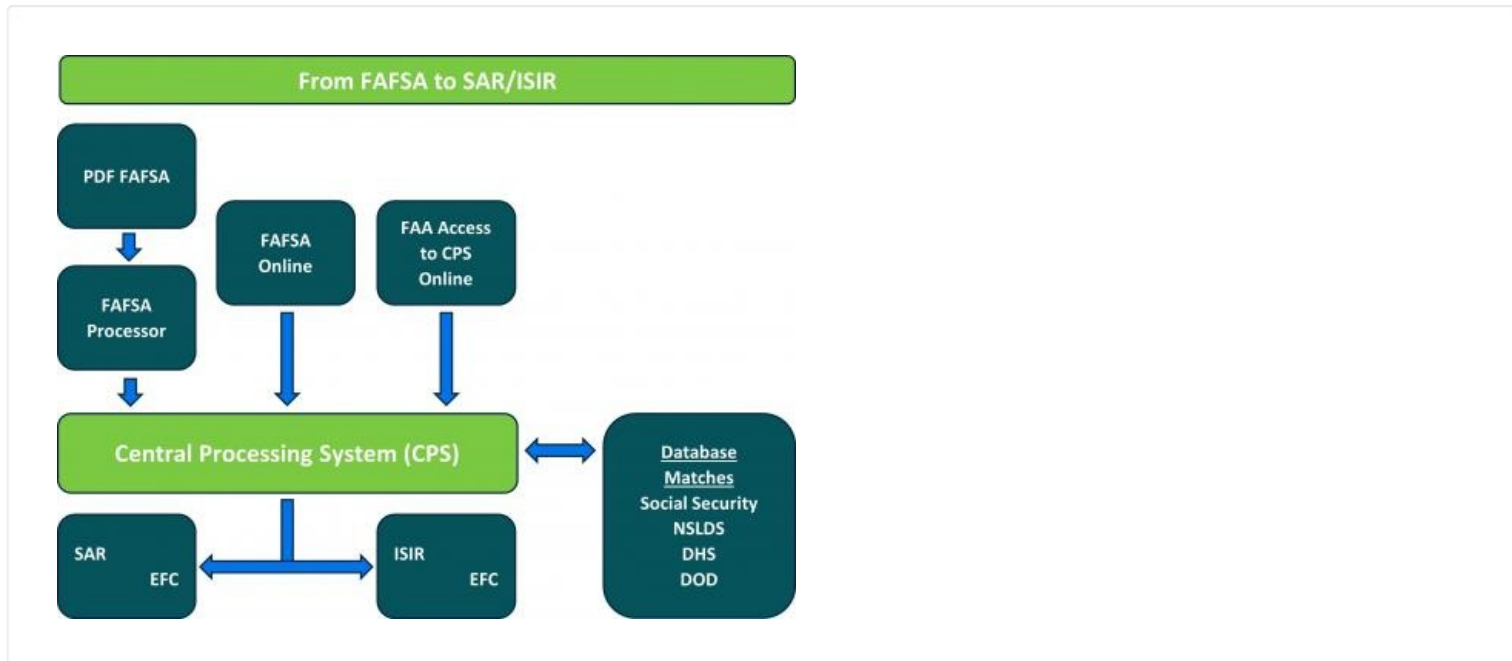 From FAFSA to SAR/ISIR
PDF FAFSA
FAFSA
Processor
FAFSA
Online
FAA Access
to CPS
Online
Central Processing System (CPS)
Database
Matches
Social Security
NSLDS
DHS
DOD
SAR
EFC
ISIR
EFC